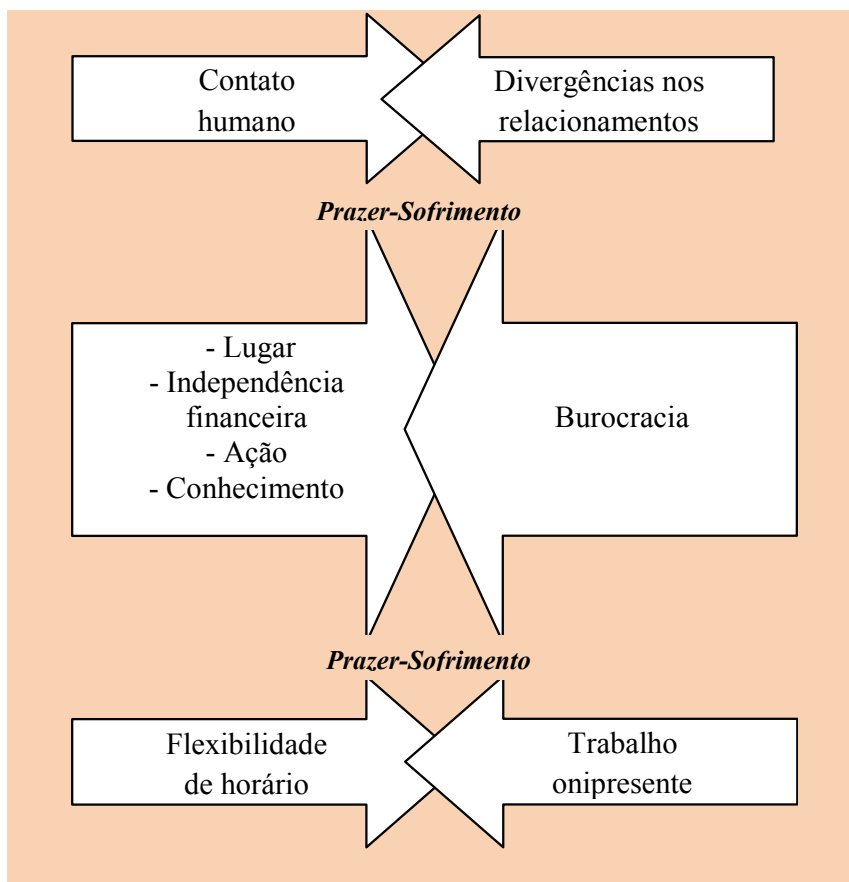 Contato
humano
Divergências nos
relacionamentos
Prazer-Sofrimento
- Lugar
- Independência
financeira
- Ação
- Conhecimento
Burocracia
Prazer-Sofrimento
Flexibilidade
de horário
Trabalho
onipresente